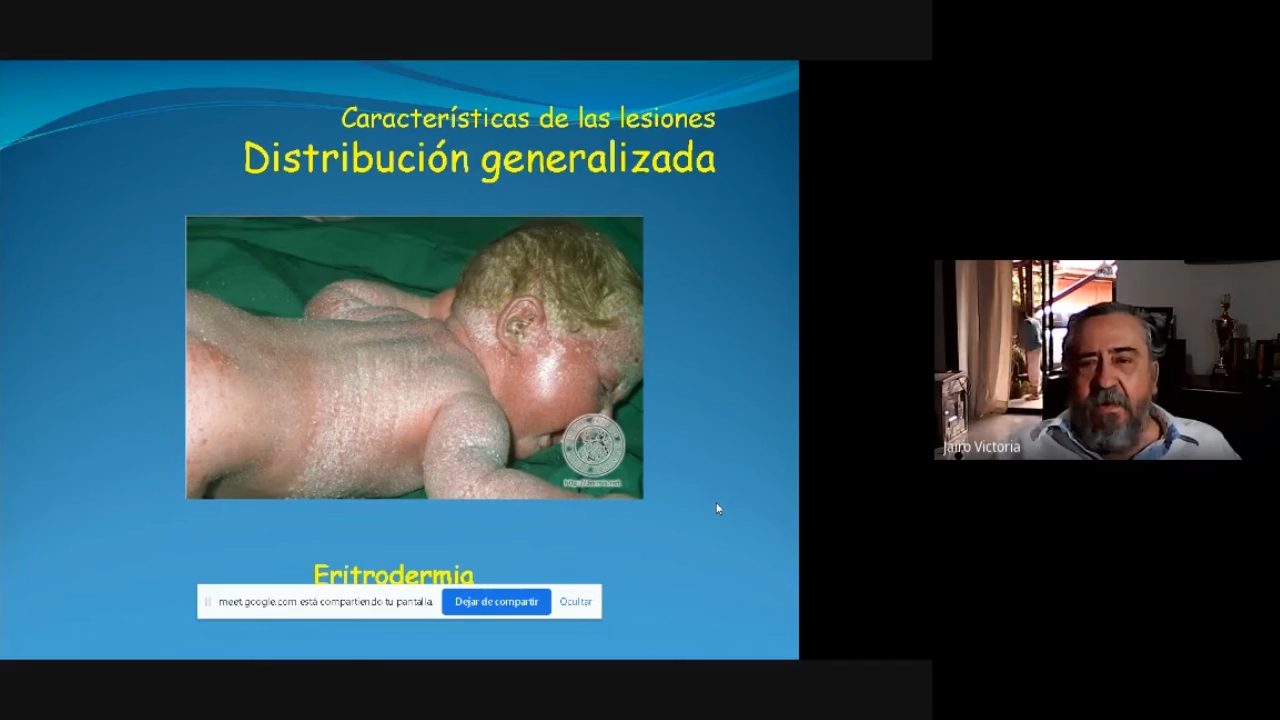 Características de las lesiones
Distribución generalizada
Eritrodermia
meet.google.com está compartiendo tu pantalla.
Dejar de compartir
Ocultar
Jairo Victoria